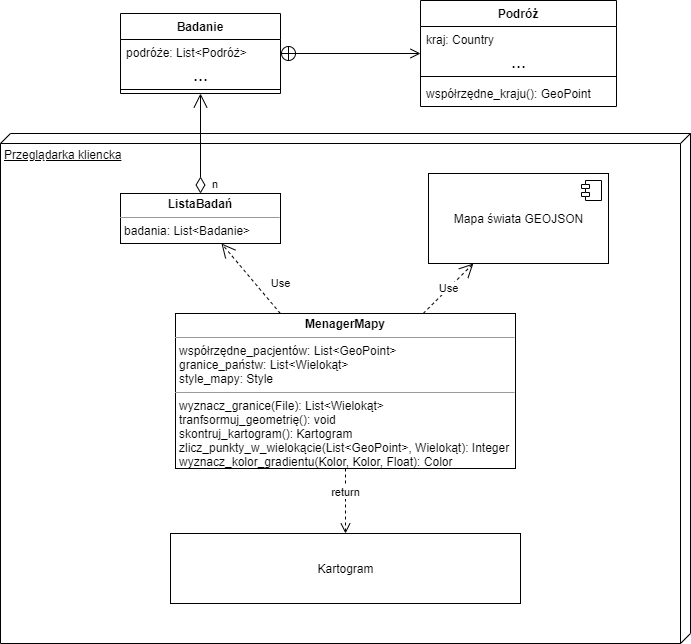 Badanie
podróże: List<Podróż>
...
Podróż
kraj: Country
...
współrzędne_kraju(): GeoPoint
Przeglądarka kliencka
n
ListaBadań
badania: List<Badanie>
Mapa świata GEOJSON
Use
Use
MenagerMapy
współrzędne_pacjentów: List<GeoPoint>
granice_państw: List<Wielokąt>
style_mapy: Style
wyznacz_granice(File): List<Wielokąt>
tranfsormuj_geometrię(): void
skontruj_kartogram(): Kartogram
zlicz_punkty_w_wielokącie(List<GeoPoint>, Wielokąt): Integer
wyznacz_kolor_gradientu(Kolor, Kolor, Float): Color
return
Kartogram